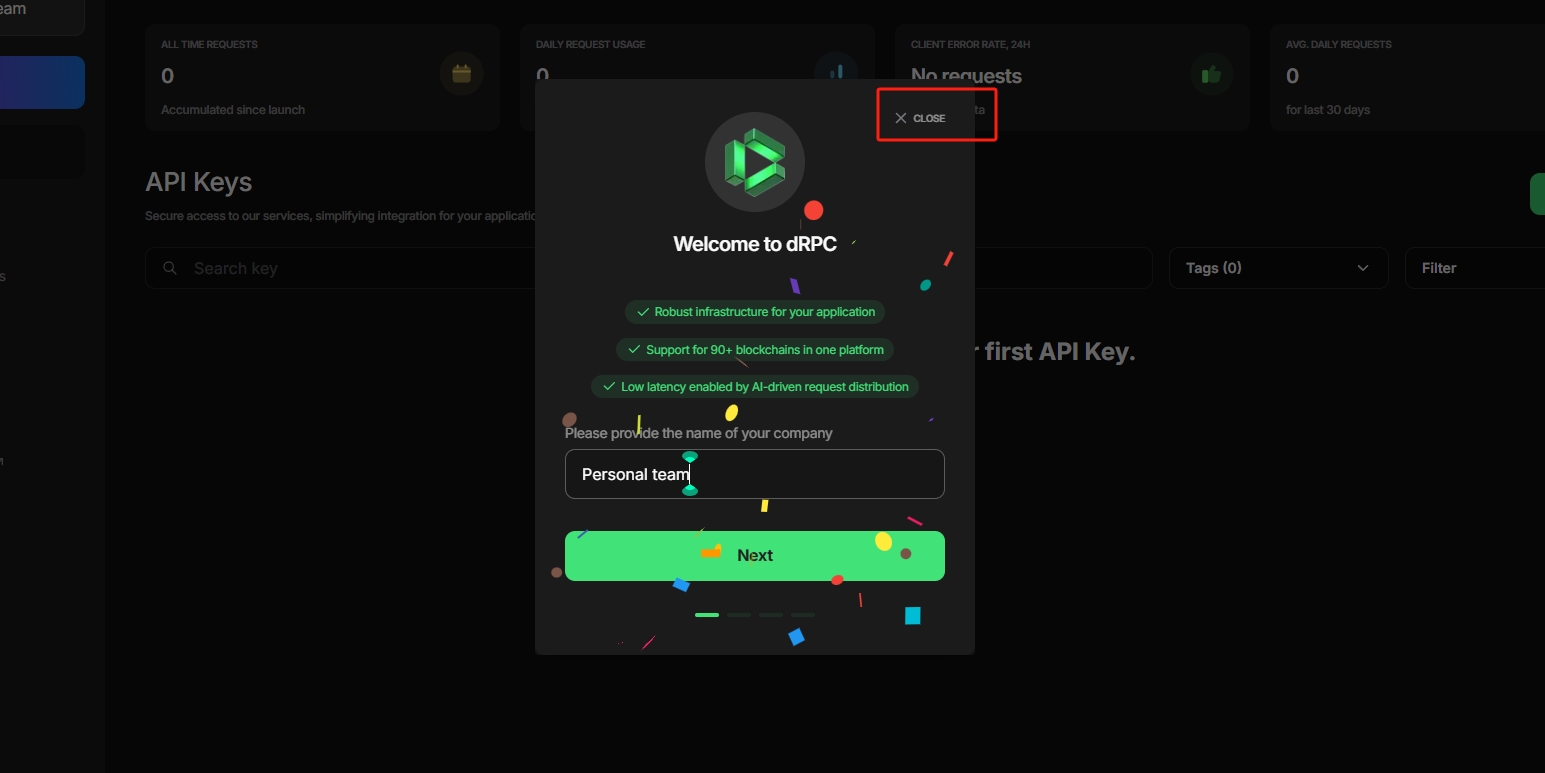 eam
ALL TIME REQUESTS
0
Accumulated since launch
DAILY REQUEST USAGE
0
CLIENT ERROR RATE, 24H
No requests
ta
AVG. DAILY REQUESTS
0
for last 30 days
API Keys
Secure access to our services, simplifying integration for your applicatio
Search key
Tags (0)
Filter
r first API Key.
s
CLOSE
Welcome to dRPC
Robust infrastructure for your application
Support for 90+ blockchains in one platform
Low latency enabled by AI-driven request distribution
Please provide the name of your company
Personal team
Next